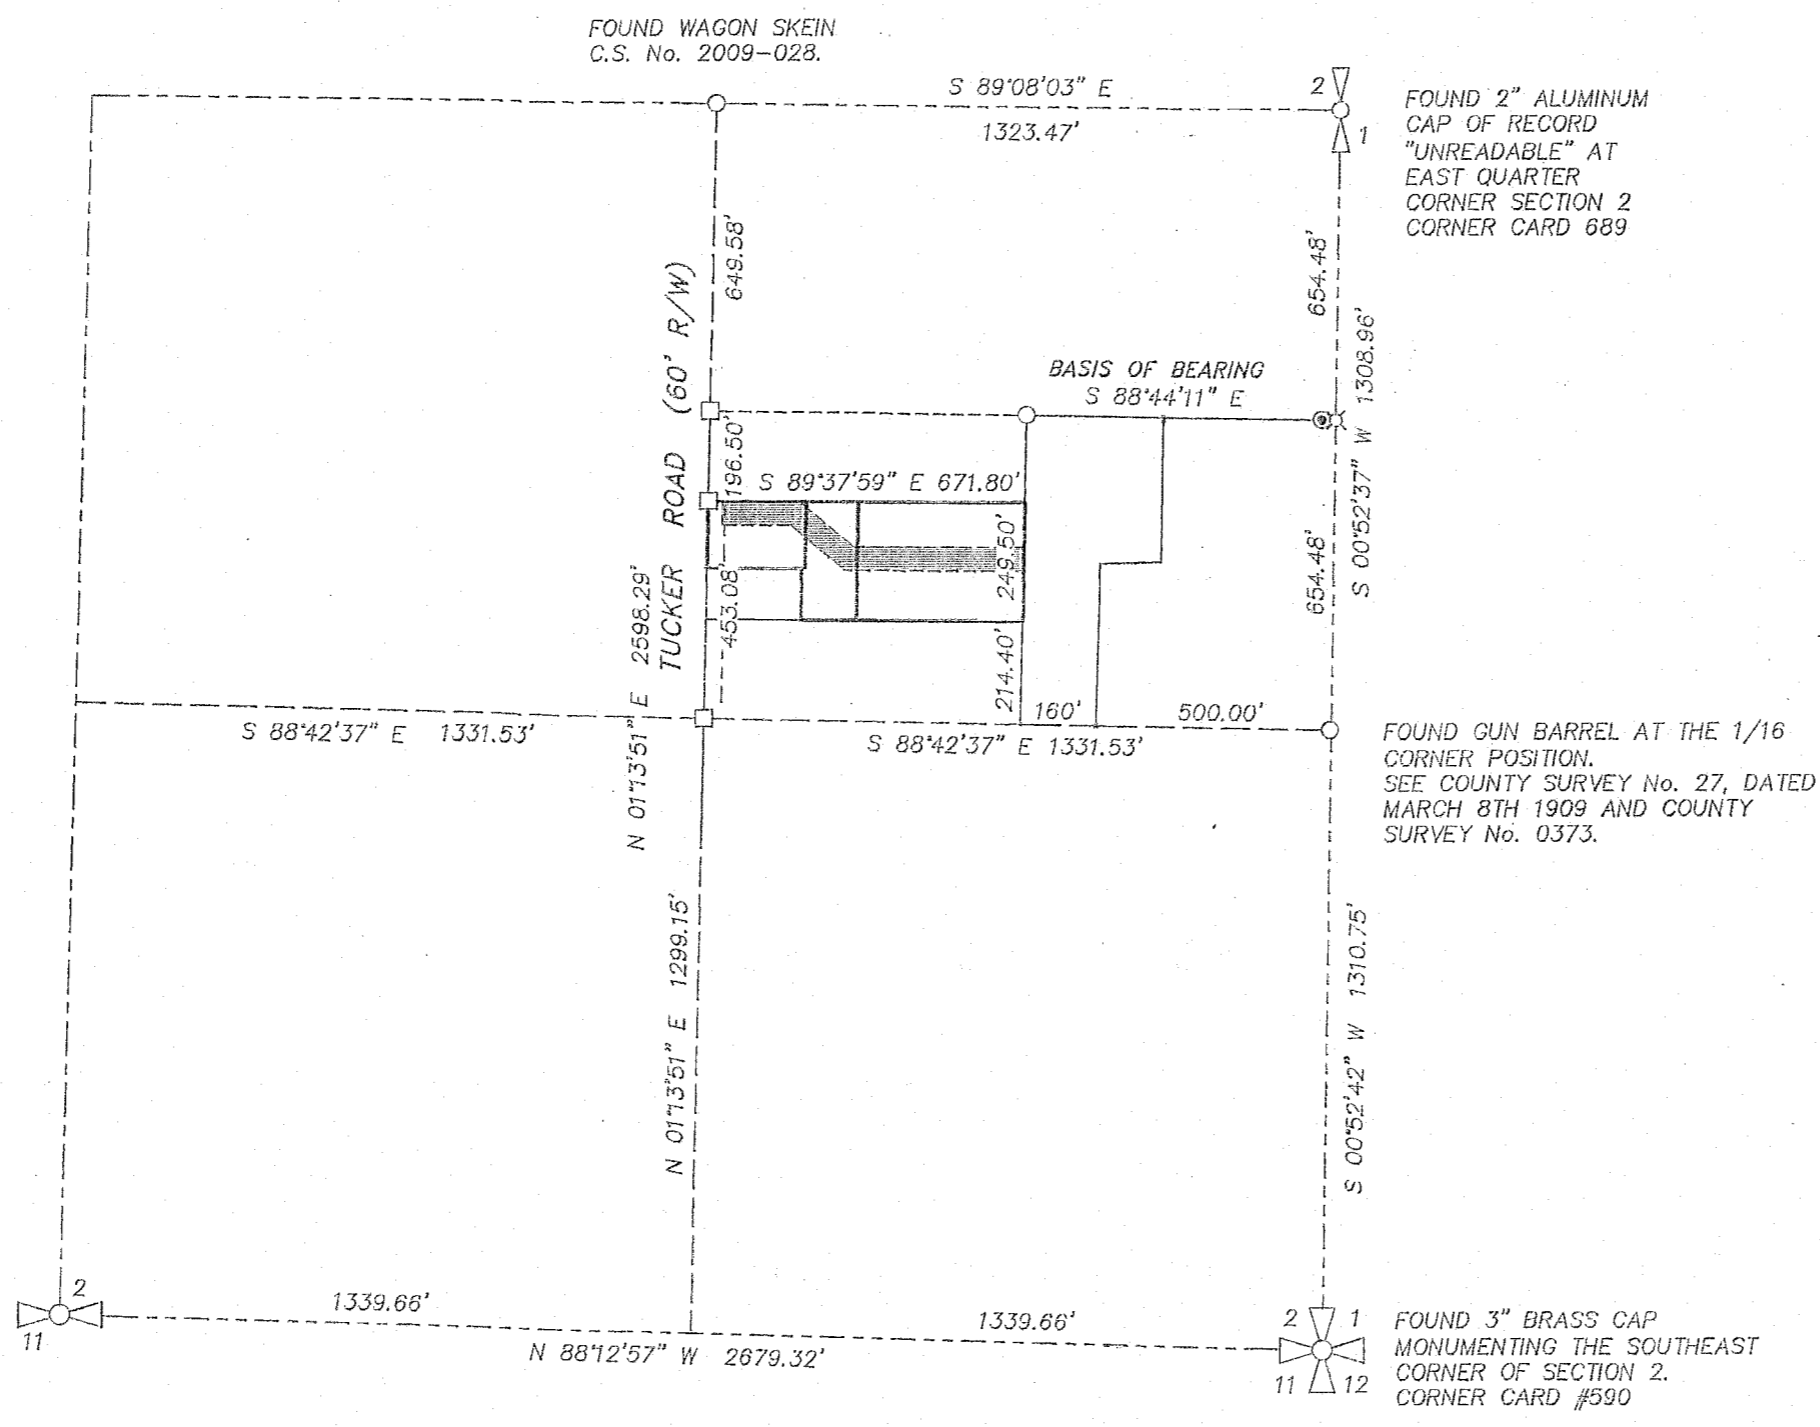 FOUND WAGON SKEIN
C.S. No. 2009-028.
S 89°08'03" E
1323.47'
2
1
FOUND 2" ALUMINUM
CAP OF RECORD
"UNREADABLE" AT
EAST QUARTER
CORNER SECTION 2
CORNER CARD 689
649.58'
654.48'
S 00°52'37" W 1308.96'
TUCKER ROAD (60' R/W)
BASIS OF BEARING
S 88°44'11" E
196.50'
S 89°37'59" E 671.80'
249.50'
453.08'
654.48'
N 01°13'51" E 2598.29'
214.40'
160'
500.00'
S 88°42'37" E 1331.53'
S 88°42'37" E 1331.53'
FOUND GUN BARREL AT THE 1/16
CORNER POSITION.
SEE COUNTY SURVEY No. 27, DATED
MARCH 8TH 1909 AND COUNTY
SURVEY No. 0373.
N 01°13'51" E 1299.15'
S 00°52'42" W 1310.75'
2
11
1339.66'
1339.66'
N 88°12'57" W 2679.32'
2
1
11
12
FOUND 3" BRASS CAP
MONUMENTING THE SOUTHEAST
CORNER OF SECTION 2.
CORNER CARD #590